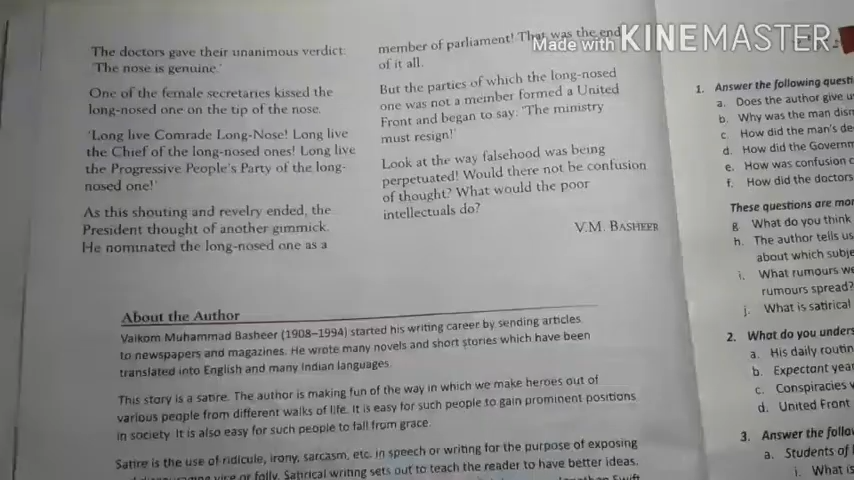 The doctors gave their unanimous verdict:
'The nose is genuine.'
One of the female secretaries kissed the
long-nosed one on the tip of the nose.
'Long live Comrade Long-Nose! Long live
the Chief of the long-nosed ones! Long live
the Progressive People's Party of the long-
nosed one!'
As this shouting and revelry ended, the
President thought of another gimmick.
He nominated the long-nosed one as a
member of parliament! That was the end
of it all.
But the parties of which the long-nosed
one was not a member formed a United
Front and began to say: 'The ministry
must resign!'
Look at the way falsehood was being
perpetuated! Would there not be confusion
of thought? What would the poor
intellectuals do?
V.M. BASHEER
About the Author
Vaikom Muhammad Basheer (1908–1994) started his writing career by sending articles
to newspapers and magazines. He wrote many novels and short stories which have been
translated into English and many Indian languages.
This story is a satire. The author is making fun of the way in which we make heroes out of
various people from different walks of life. It is easy for such people to gain prominent positions
in society. It is also easy for such people to fall from grace.
Satire is the use of ridicule, irony, sarcasm, etc. in speech or writing for the purpose of exposing
vice or folly. Satirical writing sets out to teach the reader to have better ideas.
Swift
Made with KINEMASTER
1. Answer the following questi
a. Does the author give u
b. Why was the man dism
c. How did the man's de
d. How did the Governm
e. How was confusion c
f. How did the doctors
These questions are mor
g What do you think
h. The author tells us
about which subje
i. What rumours we
rumours spread?
j. What is satirical
2. What do you unders
a. His daily routin
b. Expectant year
c. Conspiracies v
d. United Front
3. Answer the follow
a. Students of
i. What is